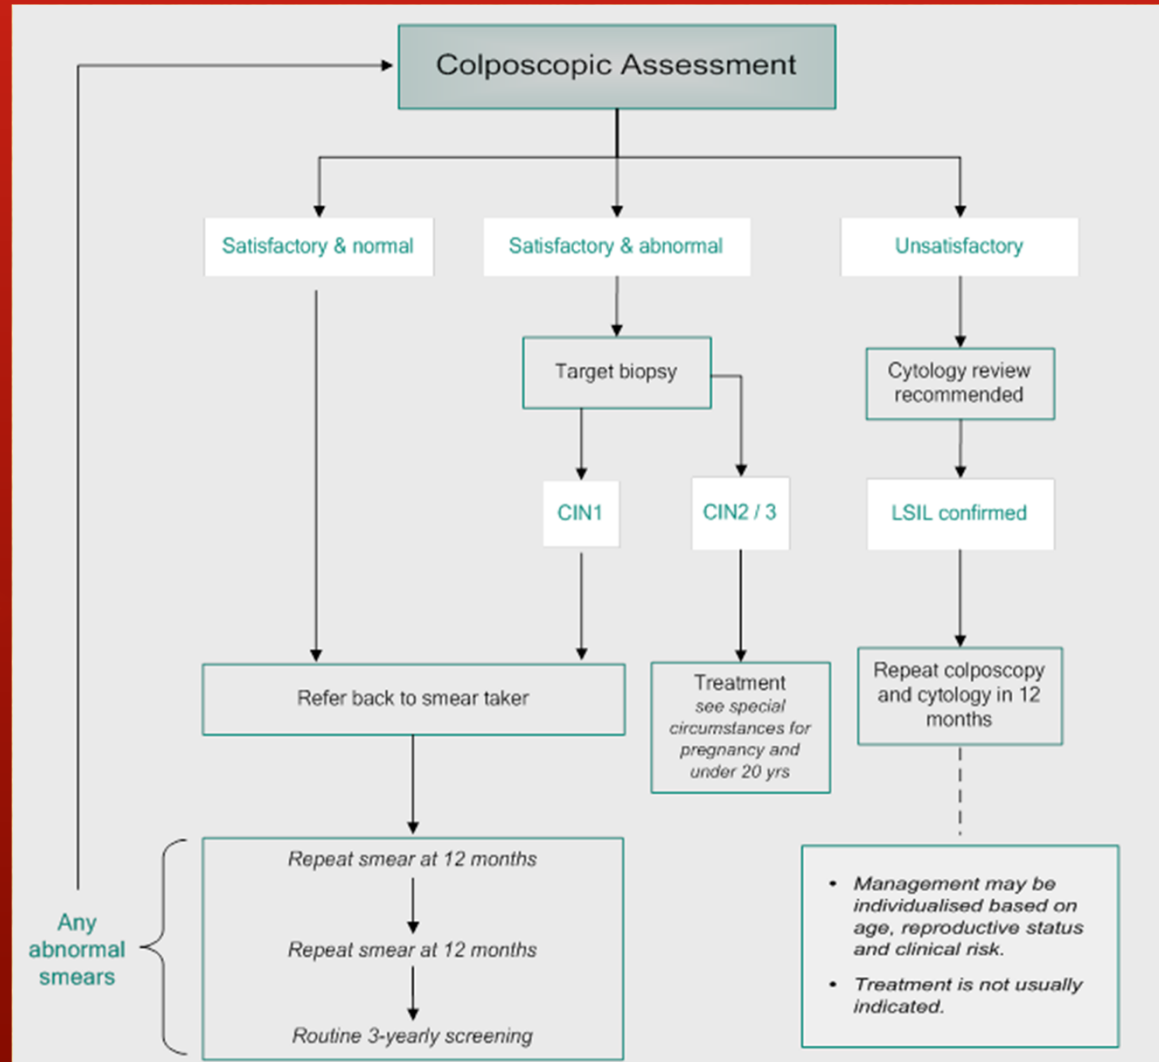 Colposcopic Assessment
Satisfactory & normal
Satisfactory & abnormal
Unsatisfactory
Target biopsy
Cytology review
recommended
CIN1
CIN2 / 3
LSIL confirmed
Refer back to smear taker
Treatment
see special
circumstances for
pregnancy and
under 20 yrs
Repeat colposcopy
and cytology in 12
months
Any
abnormal
smears
Repeat smear at 12 months
Repeat smear at 12 months
Routine 3-yearly screening
• Management may be
individualised based on
age, reproductive status
and clinical risk.
• Treatment is not usually
indicated.